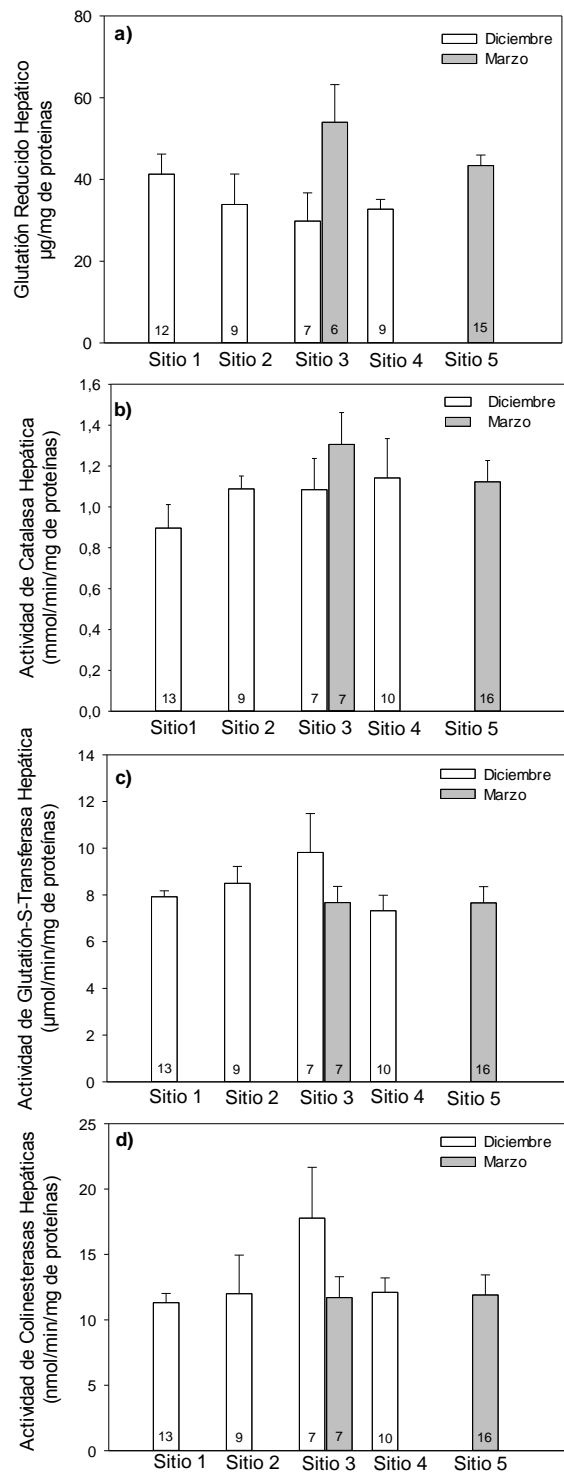 a)
Diciembre
Marzo
Glutatión Reducido Hepático
µg/mg de proteinas
80
60
40
20
0
12
9
7
6
9
15
Sitio 1 Sitio 2 Sitio 3 Sitio 4 Sitio 5
b)
Diciembre
Marzo
Actividad de Catalasa Hepática
(mmol/min/mg de proteínas)
1,6
1,4
1,2
1,0
0,8
0,6
0,4
0,2
0,0
13
9
7
7
10
16
Sitio1 Sitio 2 Sitio 3 Sitio 4 Sitio 5
c)
Diciembre
Marzo
Actividad de Glutatión-S-Transferasa Hepática
(µmol/min/mg de proteínas)
14
12
10
8
6
4
2
0
13
9
7
7
10
16
Sitio 1 Sitio 2 Sitio 3 Sitio 4 Sitio 5
d)
Diciembre
Marzo
Actividad de Colinesterasas Hepáticas
(nmol/min/mg de proteínas)
25
20
15
10
5
0
13
9
7
7
10
16
Sitio 1 Sitio 2 Sitio 3 Sitio 4 Sitio 5